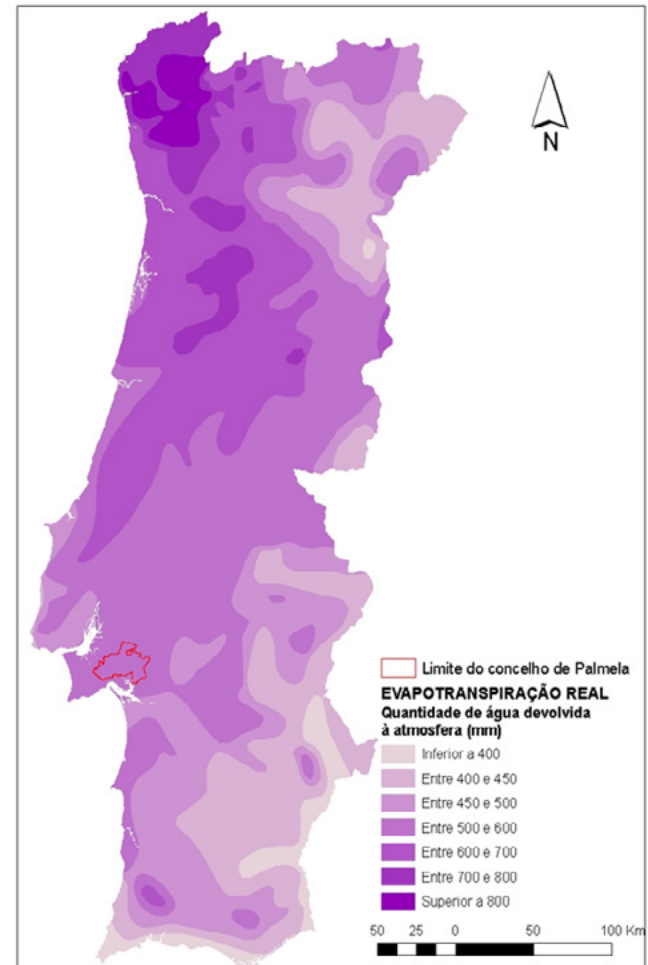 N
Limite do concelho de Palmela
EVAPOTRANSPIRAÇÃO REAL
Quantidade de água devolvida
à atmosfera (mm)
Inferior a 400
Entre 400 e 450
Entre 450 e 500
Entre 500 e 600
Entre 600 e 700
Entre 700 e 800
Superior a 800
50 25 0 50 100 Km